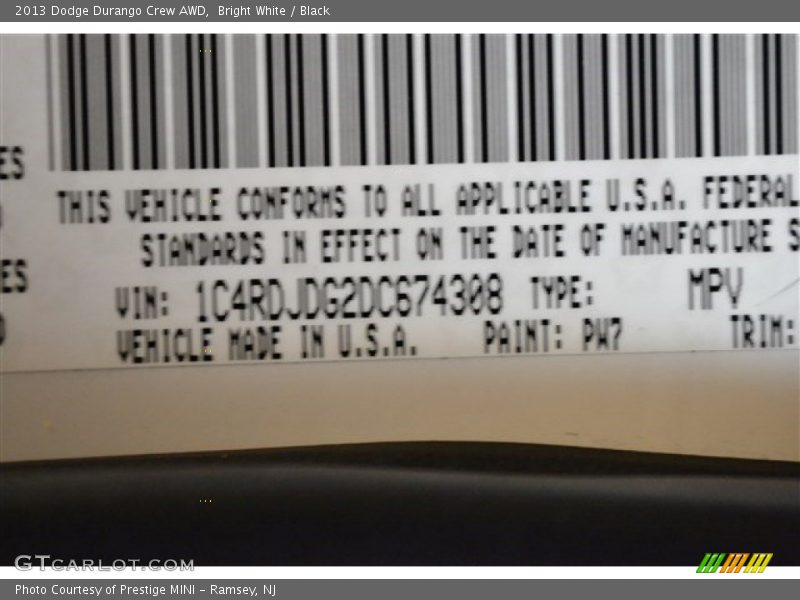 2013 Dodge Durango Crew AWD, Bright White / Black
ES
THIS VEHICLE CONFORMS TO ALL APPLICABLE U.S.A. FEDERAL
STANDARDS IN EFFECT ON THE DATE OF MANUFACTURE S
ES
VIN: 1C4RDJDG2DC674308 TYPE: MPV
VEHICLE MADE IN U.S.A. PAINT: PW7 TRIM:
GTCARLOT.COM
Photo Courtesy of Prestige MINI - Ramsey, NJ